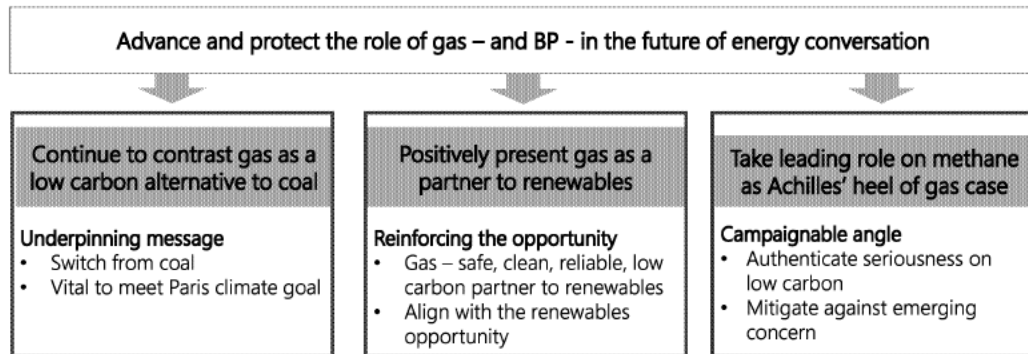 Advance and protect the role of gas – and BP - in the future of energy conversation
Continue to contrast gas as a
low carbon alternative to coal
Underpinning message
• Switch from coal
• Vital to meet Paris climate goal
Positively present gas as a
partner to renewables
Reinforcing the opportunity
• Gas – safe, clean, reliable, low
carbon partner to renewables
• Align with the renewables
opportunity
Take leading role on methane
as Achilles’ heel of gas case
Campaignable angle
• Authenticate seriousness on
low carbon
• Mitigate against emerging
concern